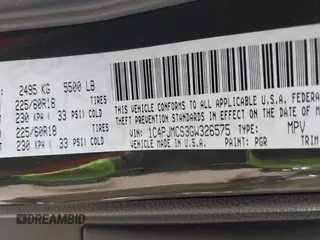 2495 KG 5500 LB
225/60R18 TIRES
230 KPA ( 33 PSI) COLD
225/60R18 TIRES
230 KPA ( 33 PSI) COLD
THIS VEHICLE CONFORMS TO ALL APPLICABLE U.S.A. FEDERA
THEFT PREVENTION STANDARDS IN EFFECT ON THE DATE OF M
VIN: 1C4PJMCS3GW326575 TYPE: MPV
VEHICLE MADE IN U.S.A. PAINT: PGR TRIM
DREAMBID